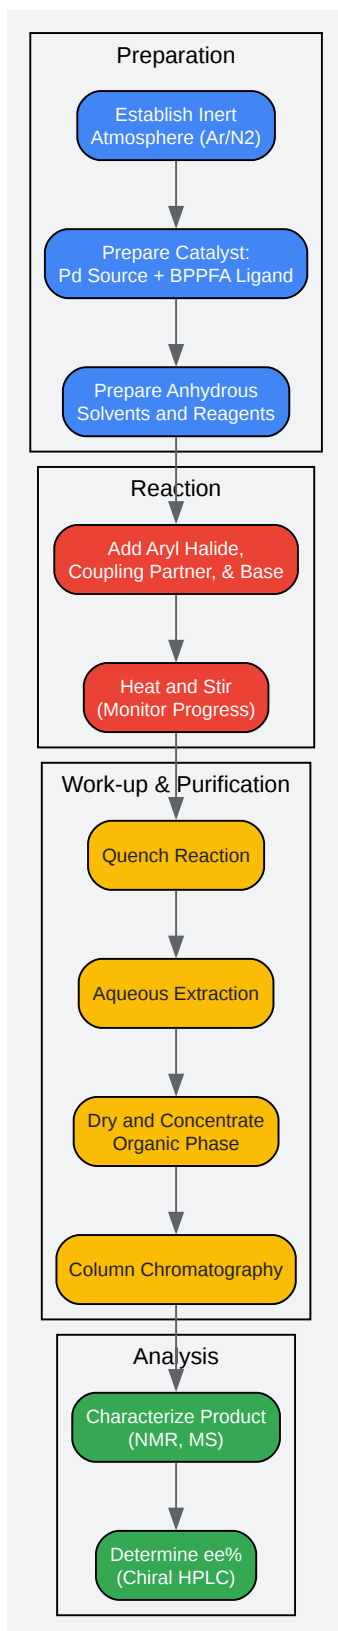 Preparation
Establish Inert
Atmosphere (Ar/N2)
Prepare Catalyst:
Pd Source + BPPFA Ligand
Prepare Anhydrous
Solvents and Reagents
Reaction
Add Aryl Halide,
Coupling Partner, & Base
Heat and Stir
(Monitor Progress)
Work-up & Purification
Quench Reaction
Aqueous Extraction
Dry and Concentrate
Organic Phase
Column Chromatography
Analysis
Characterize Product
(NMR, MS)
Determine ee%
(Chiral HPLC)